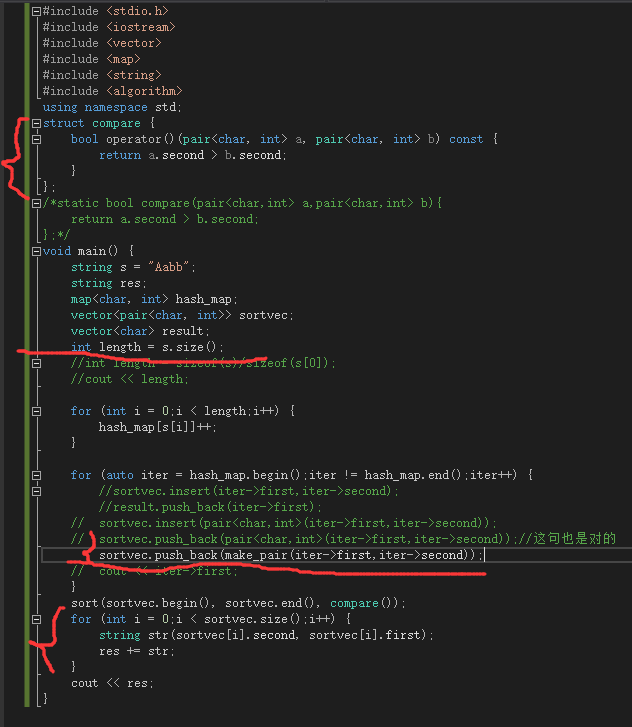 #include <stdio.h>
#include <iostream>
#include <vector>
#include <map>
#include <string>
#include <algorithm>
using namespace std;
struct compare {
bool operator()(pair<char, int> a, pair<char, int> b) const {
return a.second > b.second;
}
};
/*static bool compare(pair<char,int> a,pair<char,int> b){
return a.second > b.second;
};*/
void main() {
string s = "Aabb";
string res;
map<char, int> hash_map;
vector<pair<char, int>> sortvec;
vector<char> result;
int length = s.size();
//int length = sizeof(s)/sizeof(s[0]);
//cout << length;
for (int i = 0;i < length;i++) {
hash_map[s[i]]++;
}
for (auto iter = hash_map.begin();iter != hash_map.end();iter++) {
//sortvec.insert(iter->first,iter->second);
//result.push_back(iter->first);
// sortvec.insert(pair<char,int>(iter->first,iter->second));
// sortvec.push_back(pair<char,int>(iter->first,iter->second));//这句也是对的
sortvec.push_back(make_pair(iter->first,iter->second));
// cout << iter->first;
}
sort(sortvec.begin(), sortvec.end(), compare());
for (int i = 0;i < sortvec.size();i++) {
string str(sortvec[i].second, sortvec[i].first);
res += str;
}
cout << res;
}